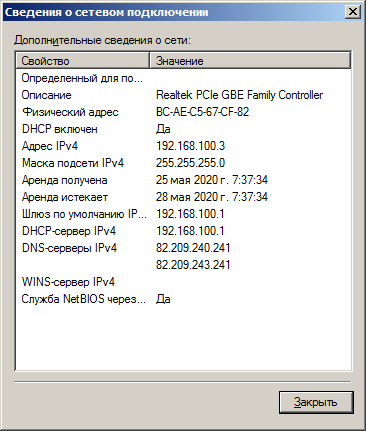 Сведения о сетевом подключении
Дополнительные сведения о сети:
Свойство Значение
Определенный для по...
Описание Realtek PCIe GBE Family Controller
Физический адрес BC-AE-C5-67-CF-82
DHCP включен Да
Адрес IPv4 192.168.100.3
Маска подсети IPv4 255.255.255.0
Аренда получена 25 мая 2020 г. 7:37:34
Аренда истекает 28 мая 2020 г. 7:37:34
Шлюз по умолчанию IP... 192.168.100.1
DHCP-сервер IPv4 192.168.100.1
DNS-серверы IPv4 82.209.240.241
82.209.243.241
WINS-сервер IPv4
Служба NetBIOS через... Да
Закрыть